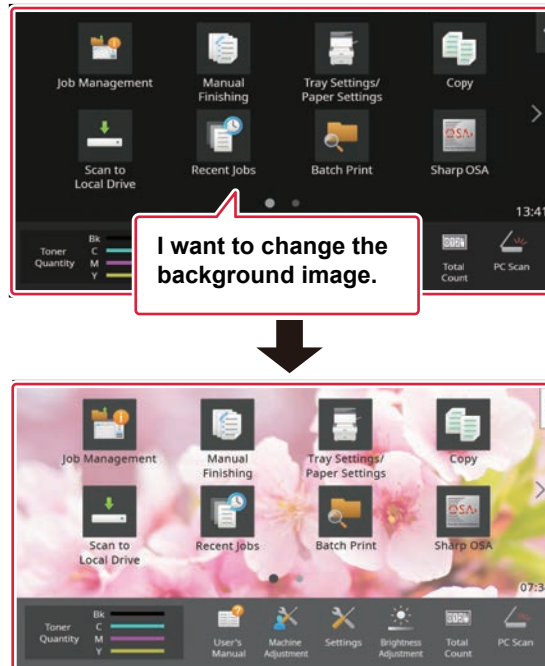 Job Management
Manual
Finishing
Tray Settings/
Paper Settings
Copy
Scan to
Local Drive
Recent Jobs
Batch Print
OSA
Sharp OSA
13:41
Toner
Quantity
Bk
C
M
Y
I want to change the
background image.
Total
Count
PC Scan
Job Management
Manual
Finishing
Tray Settings/
Paper Settings
Copy
Scan to
Local Drive
Recent Jobs
Batch Print
OSA
Sharp OSA
Toner
Quantity
Bk
C
M
Y
User's
Manual
Machine
Adjustment
Settings
Brightness
Adjustment
Total
Count
PC Scan